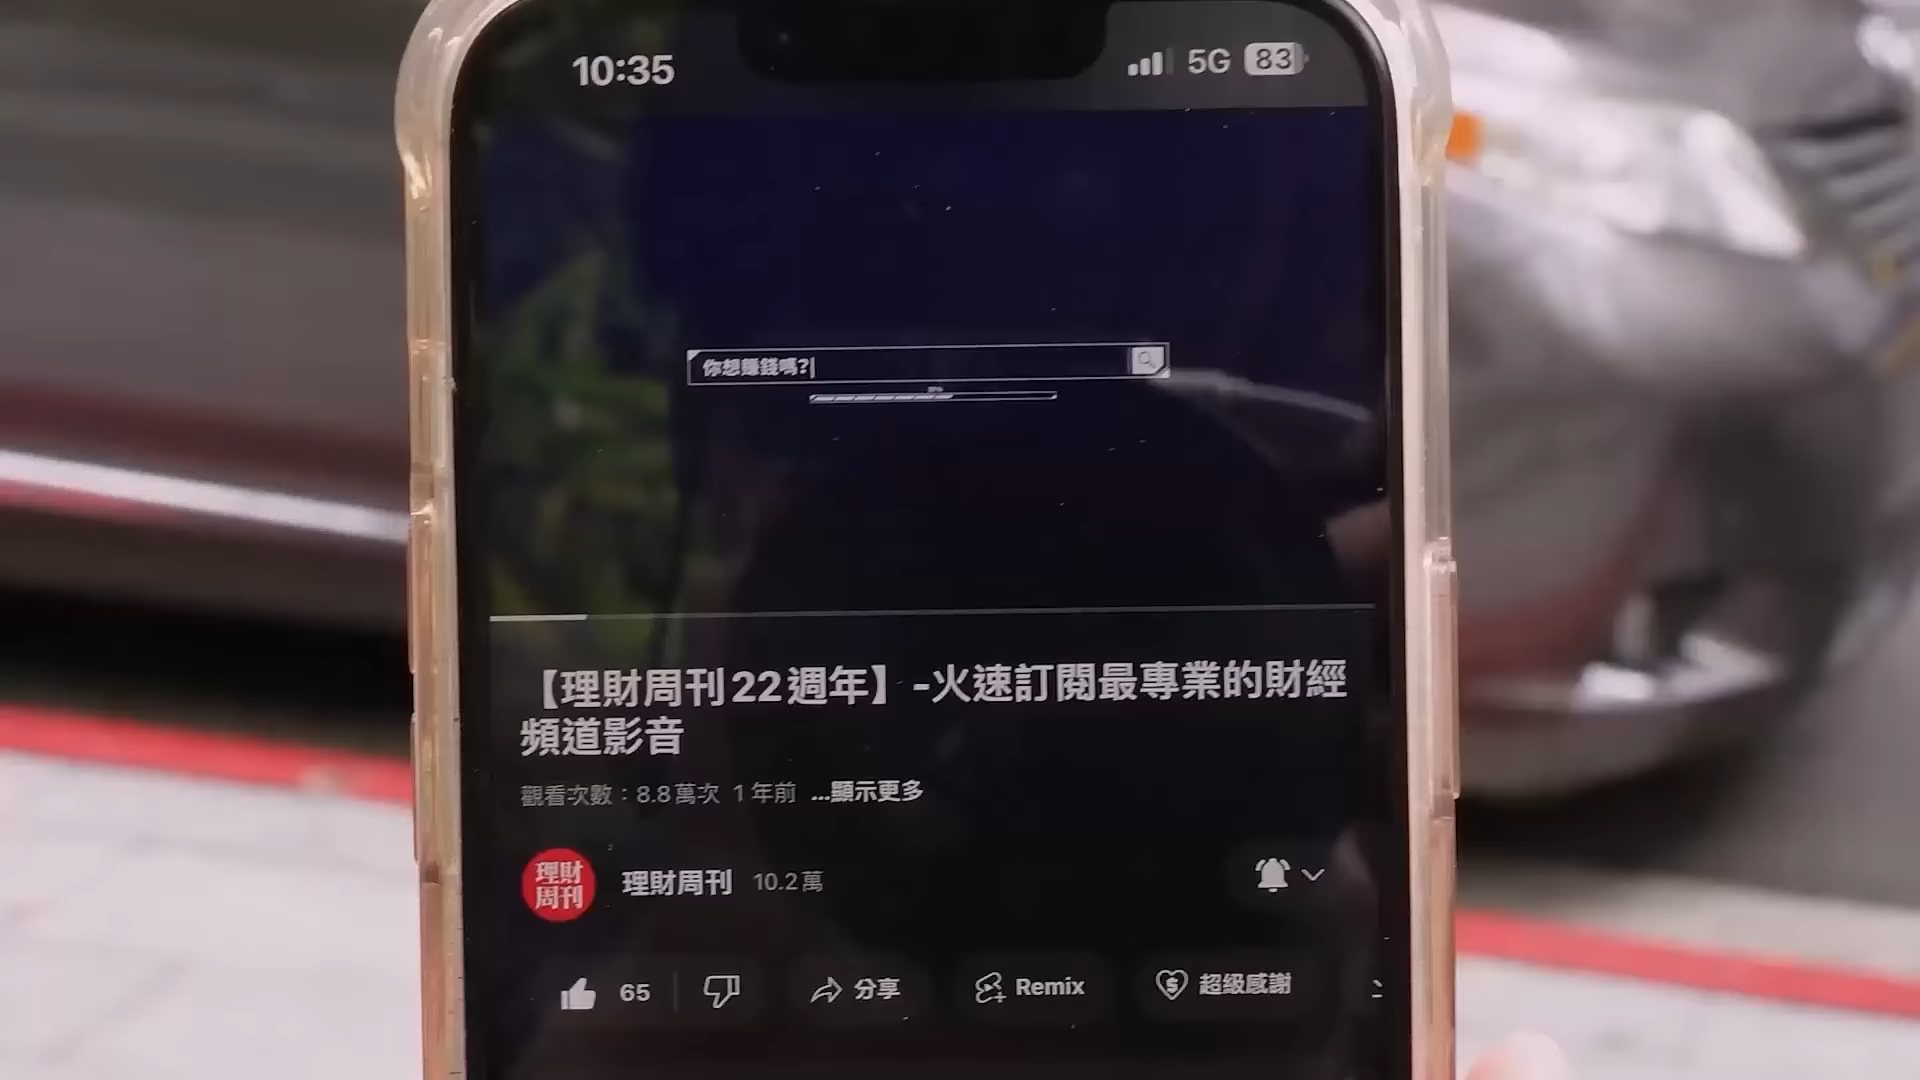 10:35
5G 83
你想賺錢嗎?
【理財周刊22週年】-火速訂閱最專業的財經
頻道影音
觀看次數：8.8萬次 1年前 ...顯示更多
理財
周刊
理財周刊 10.2萬
65
分享
Remix
超級感謝